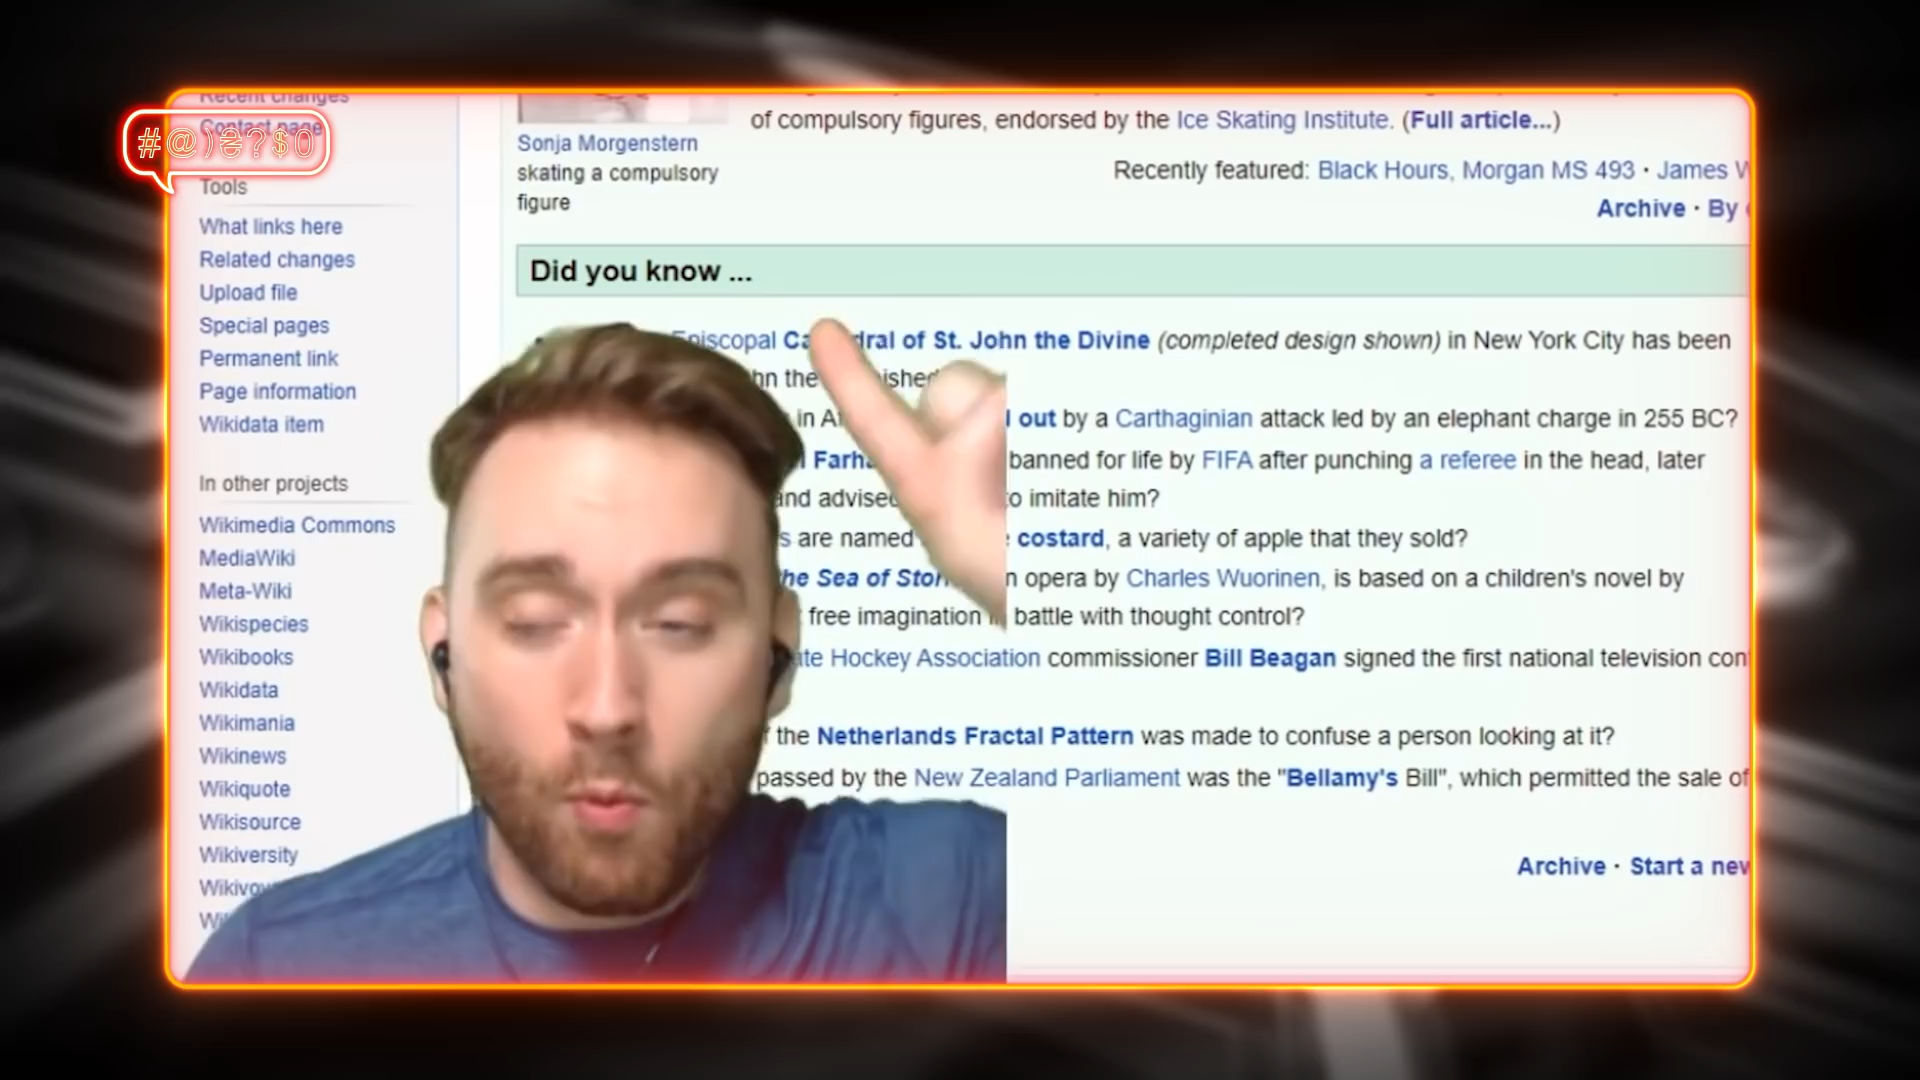 Recent changes
Contact page
#@)₴?$0
Tools
What links here
Related changes
Upload file
Special pages
Permanent link
Page information
Wikidata item
In other projects
Wikimedia Commons
MediaWiki
Meta-Wiki
Wikispecies
Wikibooks
Wikidata
Wikimania
Wikinews
Wikiquote
Wikisource
Wikiversity
of compulsory figures, endorsed by the Ice Skating Institute. (Full article...)
Sonja Morgenstern
skating a compulsory
figure
Recently featured: Black Hours, Morgan MS 493 · James
Archive · By
Did you know ...
Episcopal Cathedral of St. John the Divine (completed design shown) in New York City has been
the
in out by a Carthaginian attack led by an elephant charge in 255 BC?
banned for life by FIFA after punching a referee in the head, later
and advised to imitate him?
are named costard, a variety of apple that they sold?
the Sea of opera by Charles Wuorinen, is based on a children's novel by
free imagination in battle with thought control?
Hockey Association commissioner Bill Beagan signed the first national television
the Netherlands Fractal Pattern was made to confuse a person looking at it?
passed by the New Zealand Parliament was the "Bellamy's Bill", which permitted the sale of
Archive · Start a new